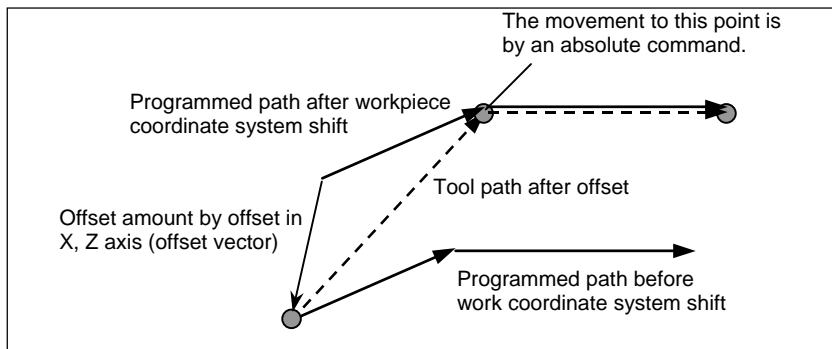 The movement to this point is
by an absolute command.
Programmed path after workpiece
coordinate system shift
Tool path after offset
Offset amount by offset in
X, Z axis (offset vector)
Programmed path before
work coordinate system shift